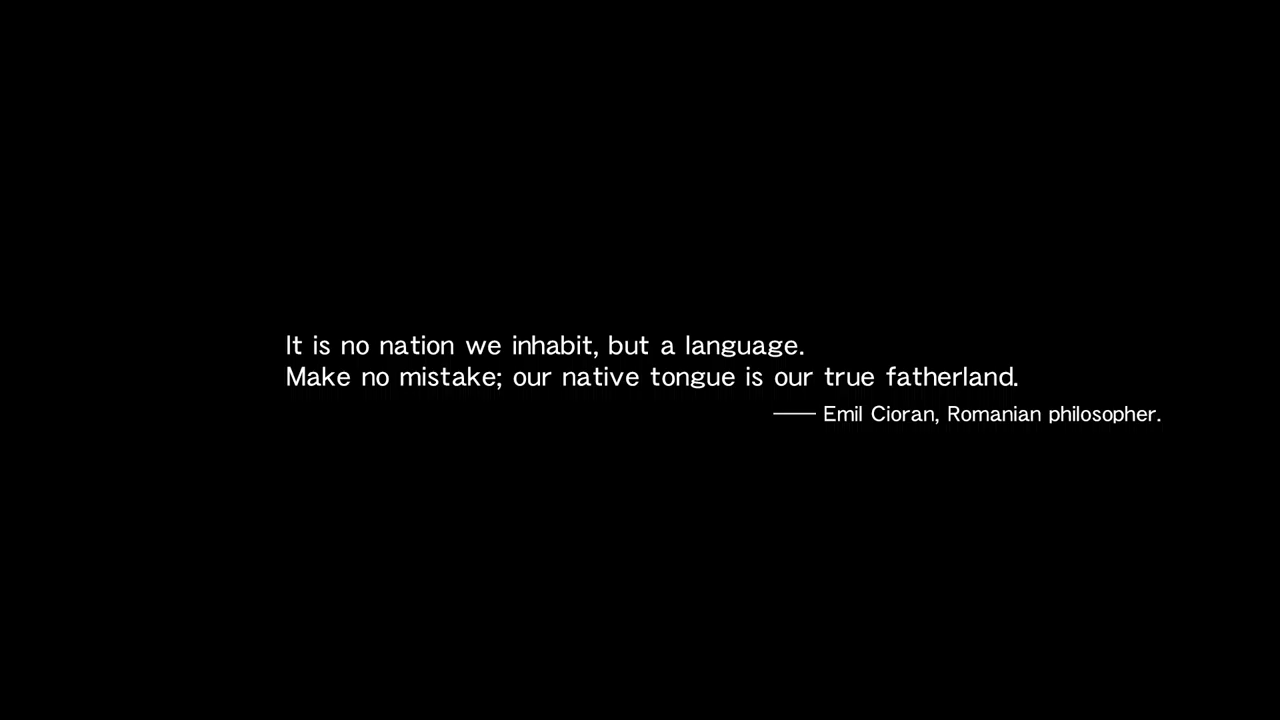 It is no nation we inhabit, but a language.
Make no mistake; our native tongue is our true fatherland.
—— Emil Cioran, Romanian philosopher.